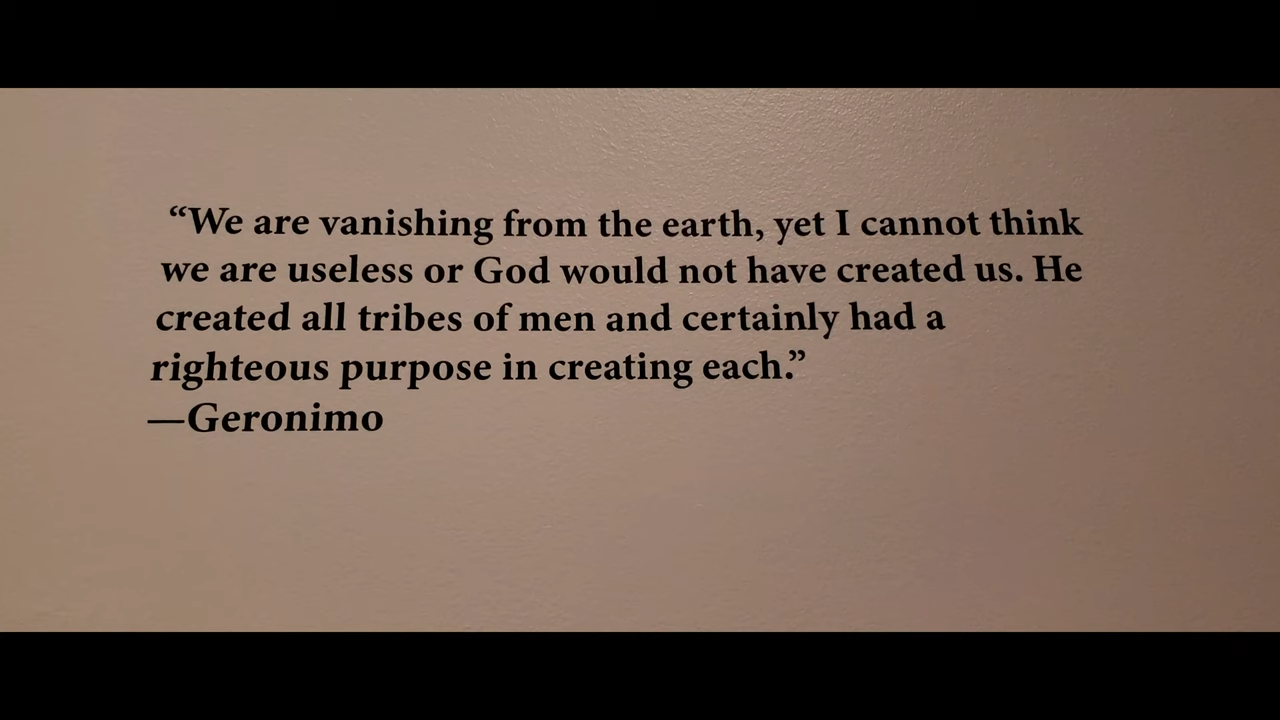 “We are vanishing from the earth, yet I cannot think
we are useless or God would not have created us. He
created all tribes of men and certainly had a
righteous purpose in creating each.”
—Geronimo